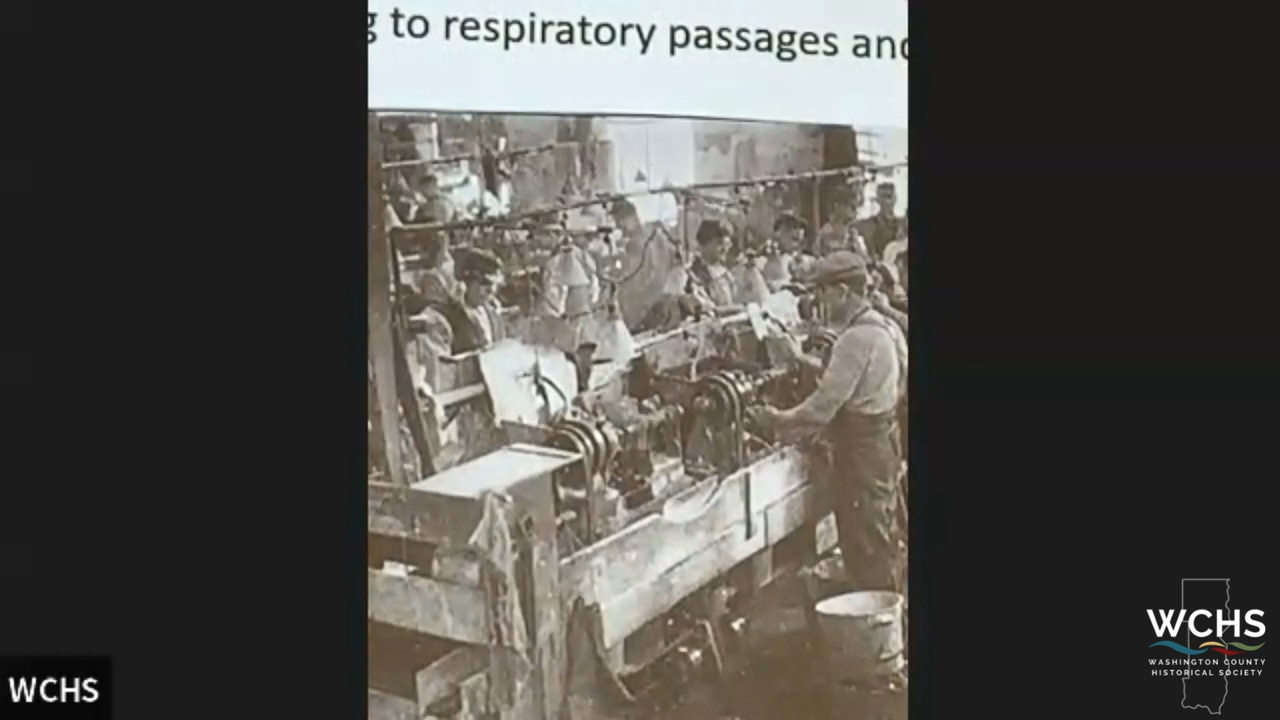 to respiratory passages and
WCHS
WCHS
WASHINGTON COUNTY
HISTORICAL SOCIETY